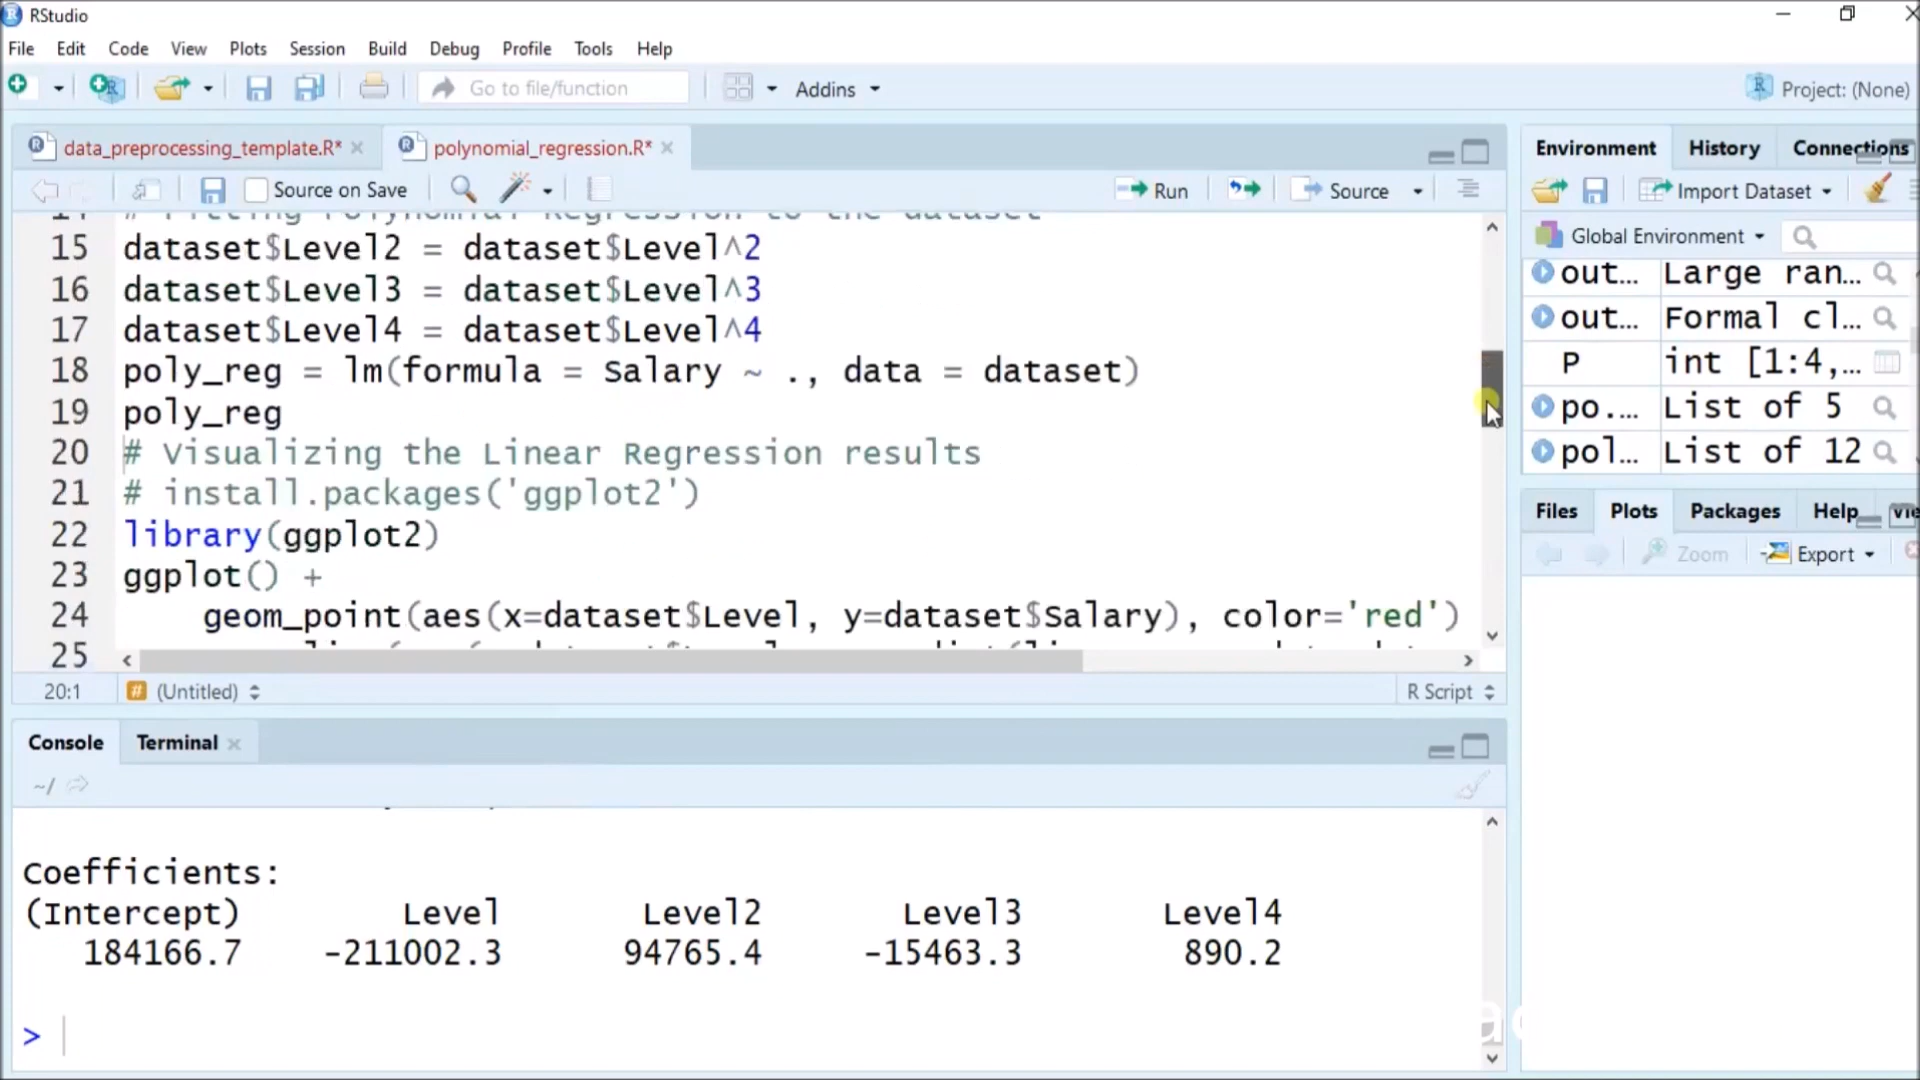 RStudio
File Edit Code View Plots Session Build Debug Profile Tools Help
Go to file/function Addins Project: (None)
data_preprocessing_template.R* polynomial_regression.R*
Source on Save Run Source
# Fitting Polynomial Regression to the dataset
15 dataset$Level2 = dataset$Level^2
16 dataset$Level3 = dataset$Level^3
17 dataset$Level4 = dataset$Level^4
18 poly_reg = lm(formula = Salary ~ ., data = dataset)
19 poly_reg
20 # Visualizing the Linear Regression results
21 # install.packages('ggplot2')
22 library(ggplot2)
23 ggplot() +
24 geom_point(aes(x=dataset$Level, y=dataset$Salary), color='red')
25
20:1 (Untitled) R Script
Console Terminal
~/
Coefficients:
(Intercept) Level Level2 Level3 Level4
184166.7 -211002.3 94765.4 -15463.3 890.2
>
Environment History Connections
Import Dataset
Global Environment
out... Large ran...
out... Formal cl...
P int [1:4,...
po.... List of 5
pol... List of 12
Files Plots Packages Help
Zoom Export